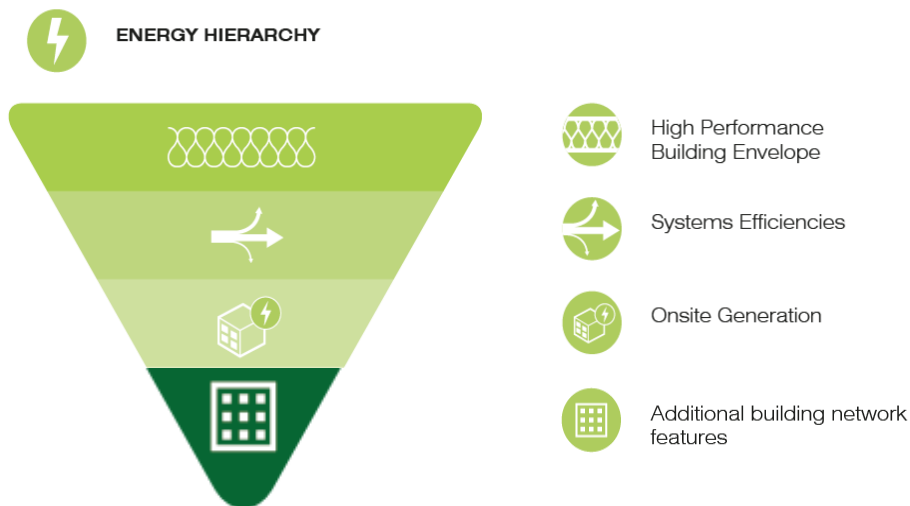 ENERGY HIERARCHY
High Performance
Building Envelope
Systems Efficiencies
Onsite Generation
Additional building network
features